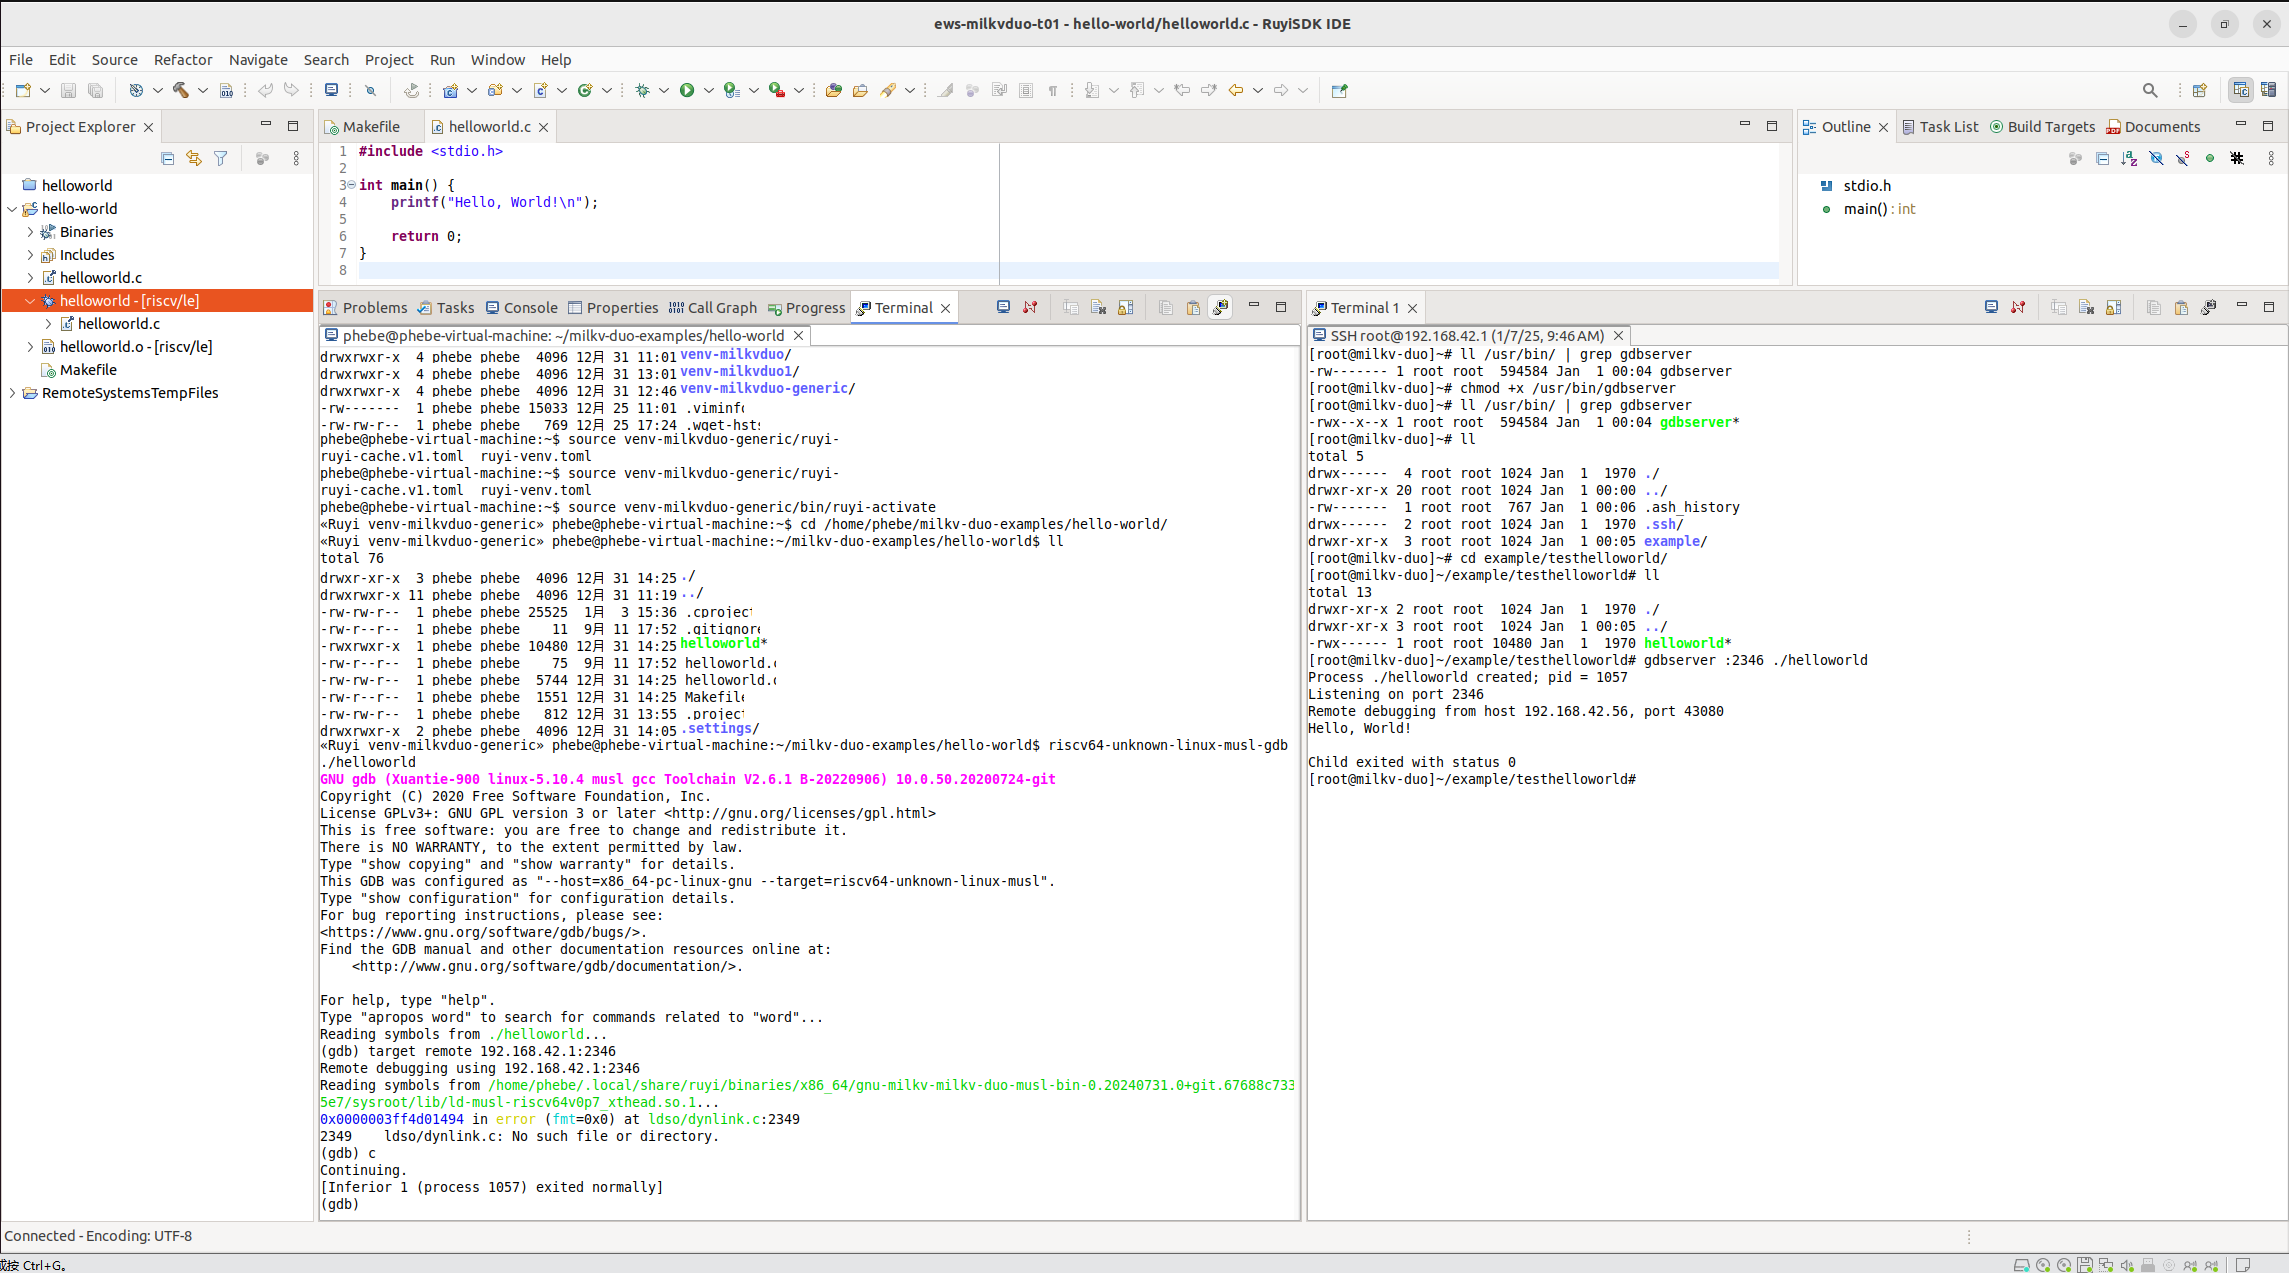 ews-milkvduo-t01 - hello-world/helloworld.c - RuyiSDK IDE
File Edit Source Refactor Navigate Search Project Run Window Help
Project Explorer
helloworld
hello-world
Binaries
Includes
helloworld.c
helloworld - [riscv/le]
helloworld.c
helloworld.o - [riscv/le]
Makefile
RemoteSystemsTempFiles
Makefile helloworld.c
1 #include <stdio.h>
2
3 int main() {
4     printf("Hello, World!\n");
5
6     return 0;
7 }
8
Outline Task List Build Targets Documents
stdio.h
main() : int
Problems Tasks Console Properties Call Graph Progress Terminal
phebe@phebe-virtual-machine: ~/milkv-duo-examples/hello-world
drwxrwxr-x  4 phebe phebe  4096 12月 31 11:01 venv-milkvduo/
drwxrwxr-x  4 phebe phebe  4096 12月 31 13:01 venv-milkvduo1/
drwxrwxr-x  4 phebe phebe  4096 12月 31 12:46 venv-milkvduo-generic/
-rw-------  1 phebe phebe 15033 12月 25 11:01 .viminfo
-rw-rw-r--  1 phebe phebe   769 12月 25 17:24 .wget-hsts
phebe@phebe-virtual-machine:~$ source venv-milkvduo-generic/ruyi-
ruyi-cache.v1.toml  ruyi-venv.toml
phebe@phebe-virtual-machine:~$ source venv-milkvduo-generic/ruyi-
ruyi-cache.v1.toml  ruyi-venv.toml
phebe@phebe-virtual-machine:~$ source venv-milkvduo-generic/bin/ruyi-activate
«Ruyi venv-milkvduo-generic» phebe@phebe-virtual-machine:~$ cd /home/phebe/milkv-duo-examples/hello-world/
«Ruyi venv-milkvduo-generic» phebe@phebe-virtual-machine:~/milkv-duo-examples/hello-world$ ll
total 76
drwxr-xr-x  3 phebe phebe  4096 12月 31 14:25 ./
drwxrwxr-x 11 phebe phebe  4096 12月 31 11:19 ../
-rw-rw-r--  1 phebe phebe 25525  1月  3 15:36 .cproject
-rw-r--r--  1 phebe phebe    11  9月 11 17:52 .gitignore
-rwxrwxr-x  1 phebe phebe 10480 12月 31 14:25 helloworld*
-rw-r--r--  1 phebe phebe    75  9月 11 17:52 helloworld.c
-rw-rw-r--  1 phebe phebe  5744 12月 31 14:25 helloworld.
-rw-r--r--  1 phebe phebe  1551 12月 31 14:25 Makefile
-rw-rw-r--  1 phebe phebe   812 12月 31 13:55 .project
drwxrwxr-x  2 phebe phebe  4096 12月 31 14:05 .settings/
«Ruyi venv-milkvduo-generic» phebe@phebe-virtual-machine:~/milkv-duo-examples/hello-world$ riscv64-unknown-linux-musl-gdb
./helloworld
GNU gdb (Xuantie-900 linux-5.10.4 musl gcc Toolchain V2.6.1 B-20220906) 10.0.50.20200724-git
Copyright (C) 2020 Free Software Foundation, Inc.
License GPLv3+: GNU GPL version 3 or later <http://gnu.org/licenses/gpl.html>
This is free software: you are free to change and redistribute it.
There is NO WARRANTY, to the extent permitted by law.
Type "show copying" and "show warranty" for details.
This GDB was configured as "--host=x86_64-pc-linux-gnu --target=riscv64-unknown-linux-musl".
Type "show configuration" for configuration details.
For bug reporting instructions, please see:
<https://www.gnu.org/software/gdb/bugs/>.
Find the GDB manual and other documentation resources online at:
    <http://www.gnu.org/software/gdb/documentation/>.

For help, type "help".
Type "apropos word" to search for commands related to "word"...
Reading symbols from ./helloworld...
(gdb) target remote 192.168.42.1:2346
Remote debugging using 192.168.42.1:2346
Reading symbols from /home/phebe/.local/share/ruyi/binaries/x86_64/gnu-milkv-milkv-duo-musl-bin-0.20240731.0+git.67688c733
5e7/sysroot/lib/ld-musl-riscv64v0p7_xthead.so.1...
0x0000003ff4d01494 in error (fmt=0x0) at ldso/dynlink.c:2349
2349    ldso/dynlink.c: No such file or directory.
(gdb) c
Continuing.
[Inferior 1 (process 1057) exited normally]
(gdb)
Terminal 1
SSH root@192.168.42.1 (1/7/25, 9:46 AM)
[root@milkv-duo]~# ll /usr/bin/ | grep gdbserver
-rw------- 1 root root  594584 Jan  1 00:04 gdbserver
[root@milkv-duo]~# chmod +x /usr/bin/gdbserver
[root@milkv-duo]~# ll /usr/bin/ | grep gdbserver
-rwx--x--x 1 root root  594584 Jan  1 00:04 gdbserver*
[root@milkv-duo]~# ll
total 5
drwx------  4 root root 1024 Jan  1  1970 ./
drwxr-xr-x 20 root root 1024 Jan  1 00:00 ../
-rw-------  1 root root  767 Jan  1 00:06 .ash_history
drwx------  2 root root 1024 Jan  1  1970 .ssh/
drwxr-xr-x  3 root root 1024 Jan  1 00:05 example/
[root@milkv-duo]~# cd example/testhelloworld/
[root@milkv-duo]~/example/testhelloworld# ll
total 13
drwxr-xr-x 2 root root  1024 Jan  1  1970 ./
drwxr-xr-x 3 root root  1024 Jan  1 00:05 ../
-rwx------ 1 root root 10480 Jan  1  1970 helloworld*
[root@milkv-duo]~/example/testhelloworld# gdbserver :2346 ./helloworld
Process ./helloworld created; pid = 1057
Listening on port 2346
Remote debugging from host 192.168.42.56, port 43080
Hello, World!

Child exited with status 0
[root@milkv-duo]~/example/testhelloworld#
Connected - Encoding: UTF-8
或按 Ctrl+G。